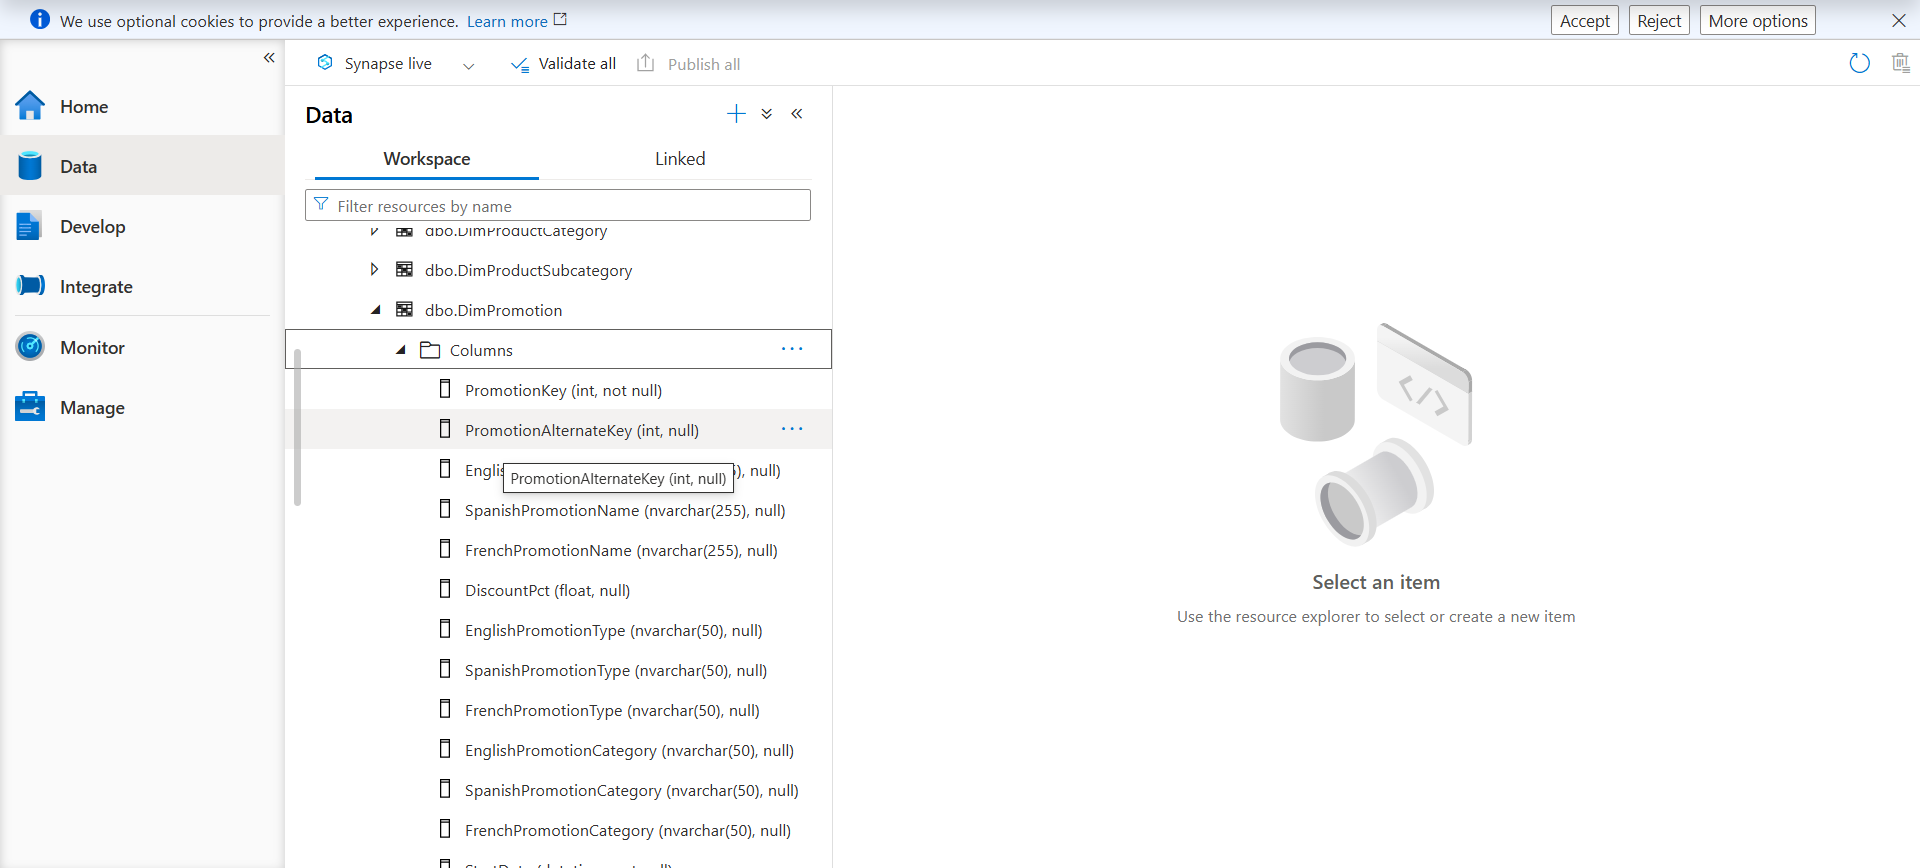 We use optional cookies to provide a better experience. Learn more
Accept
Reject
More options
Synapse live
Validate all
Publish all
Home
Data
Develop
Integrate
Monitor
Manage
Data
Workspace
Linked
Filter resources by name
dbo.DimProductCategory
dbo.DimProductSubcategory
dbo.DimPromotion
Columns
PromotionKey (int, not null)
PromotionAlternateKey (int, null)
PromotionAlternateKey (int, null)
null)
SpanishPromotionName (nvarchar(255), null)
FrenchPromotionName (nvarchar(255), null)
DiscountPct (float, null)
EnglishPromotionType (nvarchar(50), null)
SpanishPromotionType (nvarchar(50), null)
FrenchPromotionType (nvarchar(50), null)
EnglishPromotionCategory (nvarchar(50), null)
SpanishPromotionCategory (nvarchar(50), null)
FrenchPromotionCategory (nvarchar(50), null)
Select an item
Use the resource explorer to select or create a new item